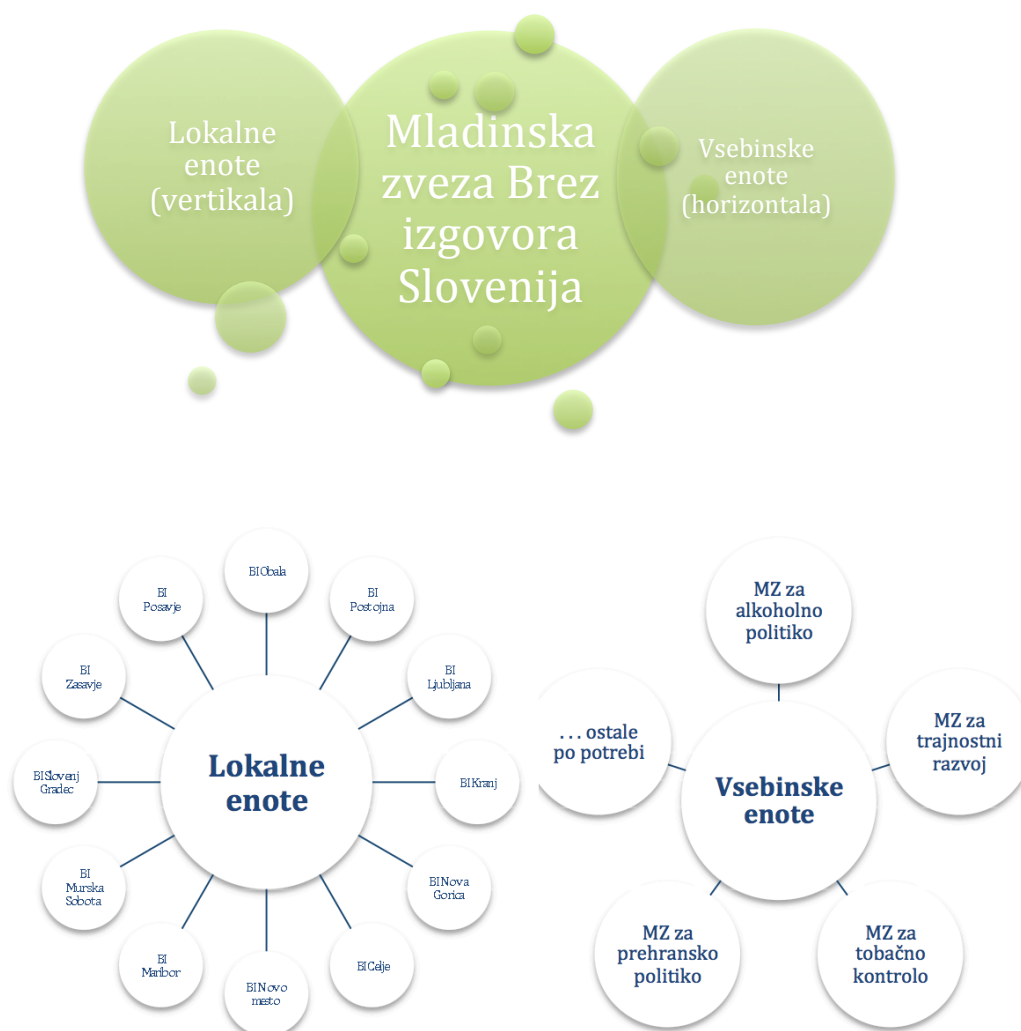 Lokalne
enote
(vertikala)
Mladinska
zveza Brez
izgovora
Slovenija
Vsebinske
enote
(horizontala)
BI Obala
BI
Postojna
BI
Ljubljana
BI Kranj
BI Nova
Gorica
BI Celje
BI Novo
mesto
BI
Maribor
BI
Murska
Sobota
BI Slovenj
Gradec
BI
Zasavje
BI
Posavje
Lokalne
enote
MZ za
alkoholno
politiko
MZ za
trajnostni
razvoj
MZ za
tobačno
kontrolo
MZ za
prehransko
politiko
. . . ostale
po potrebi
Vsebinske
enote